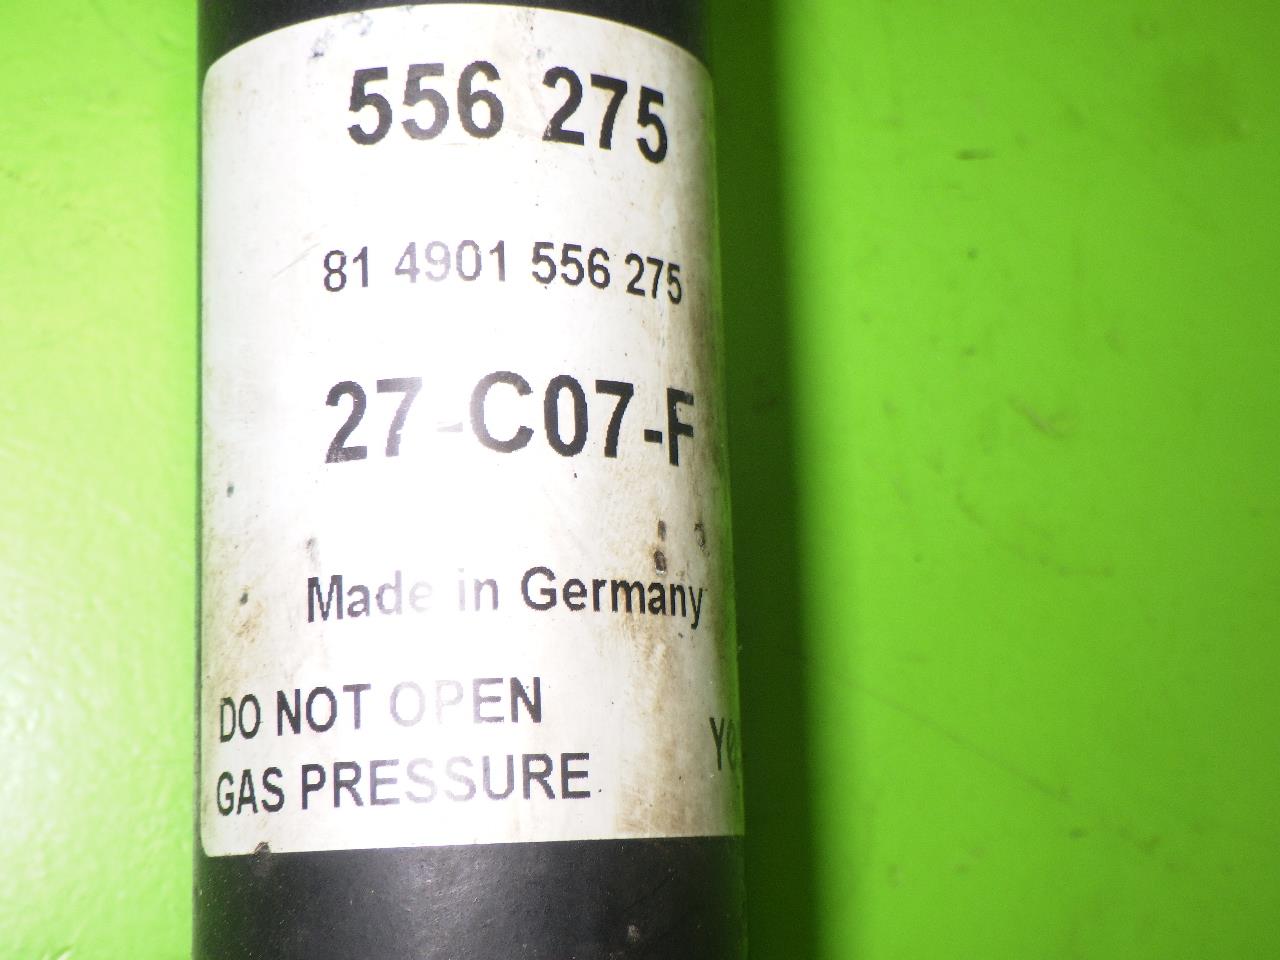 556 275
81 4901 556 275
27-C07-F
Made in Germany
DO NOT OPEN
GAS PRESSURE